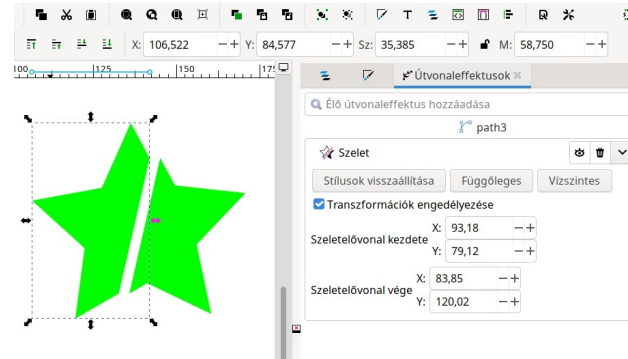 X: 106,522 Y: 84,577 Sz: 35,385 M: 58,750
100 125 150
Útvonaleffektusok
Élő útvonaleffektus hozzáadása
path3
Szelet
Stílusok visszaállítása Függőleges Vízszintes
Transzformációk engedélyezése
Szeletelővonal kezdete X: 93,18
Y: 79,12
Szeletelővonal vége X: 83,85
Y: 120,02